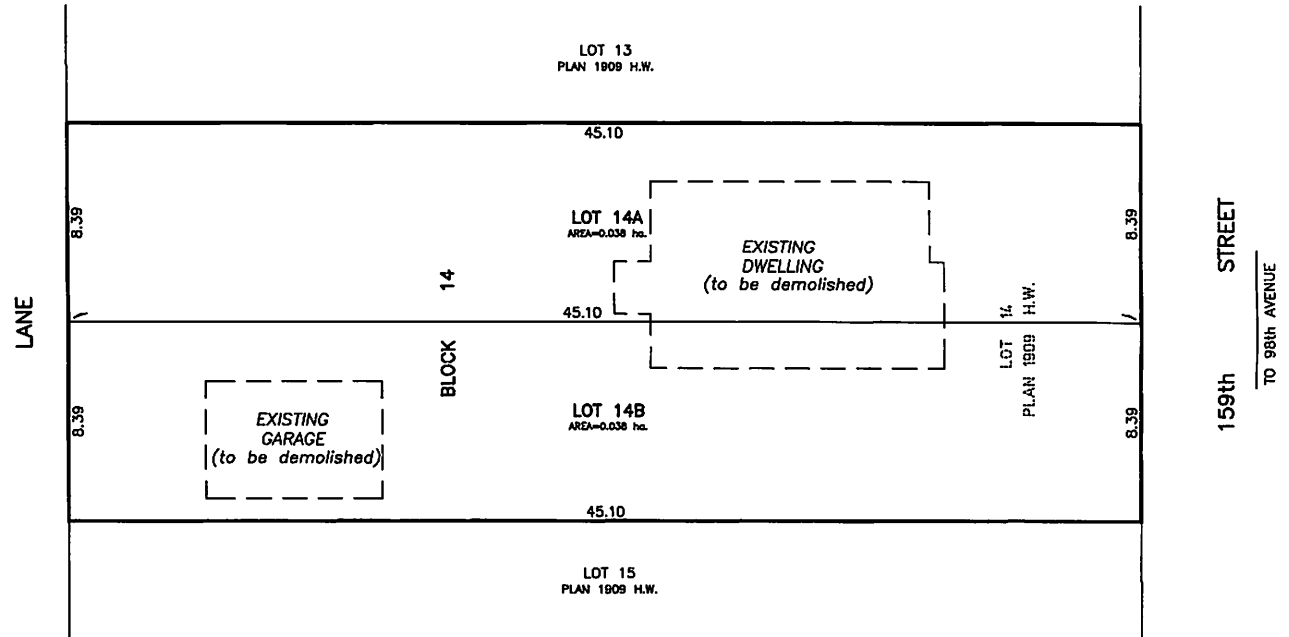 LOT 13
PLAN 1909 H.W.
45.10
8.39
LOT 14A
AREA=0.038 ha.
8.39
EXISTING
DWELLING
(to be demolished)
LANE
BLOCK 14
45.10
LOT 14
PLAN 1909 H.W.
159th STREET
TO 98th AVENUE
8.39
EXISTING
GARAGE
(to be demolished)
LOT 14B
AREA=0.038 ha.
8.39
45.10
LOT 15
PLAN 1909 H.W.